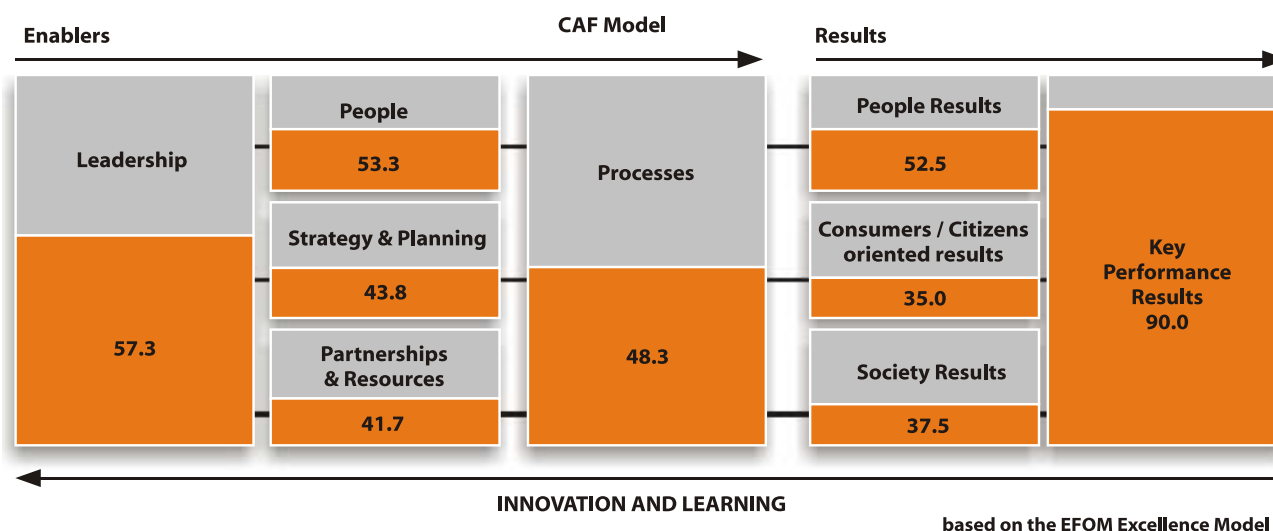 CAF Model
Enablers
Results
Leadership
57.3
People
53.3
Strategy & Planning
43.8
Partnerships
& Resources
41.7
Processes
48.3
People Results
52.5
Consumers / Citizens
oriented results
35.0
Society Results
37.5
Key
Performance
Results
90.0
INNOVATION AND LEARNING
based on the EFOM Excellence Model